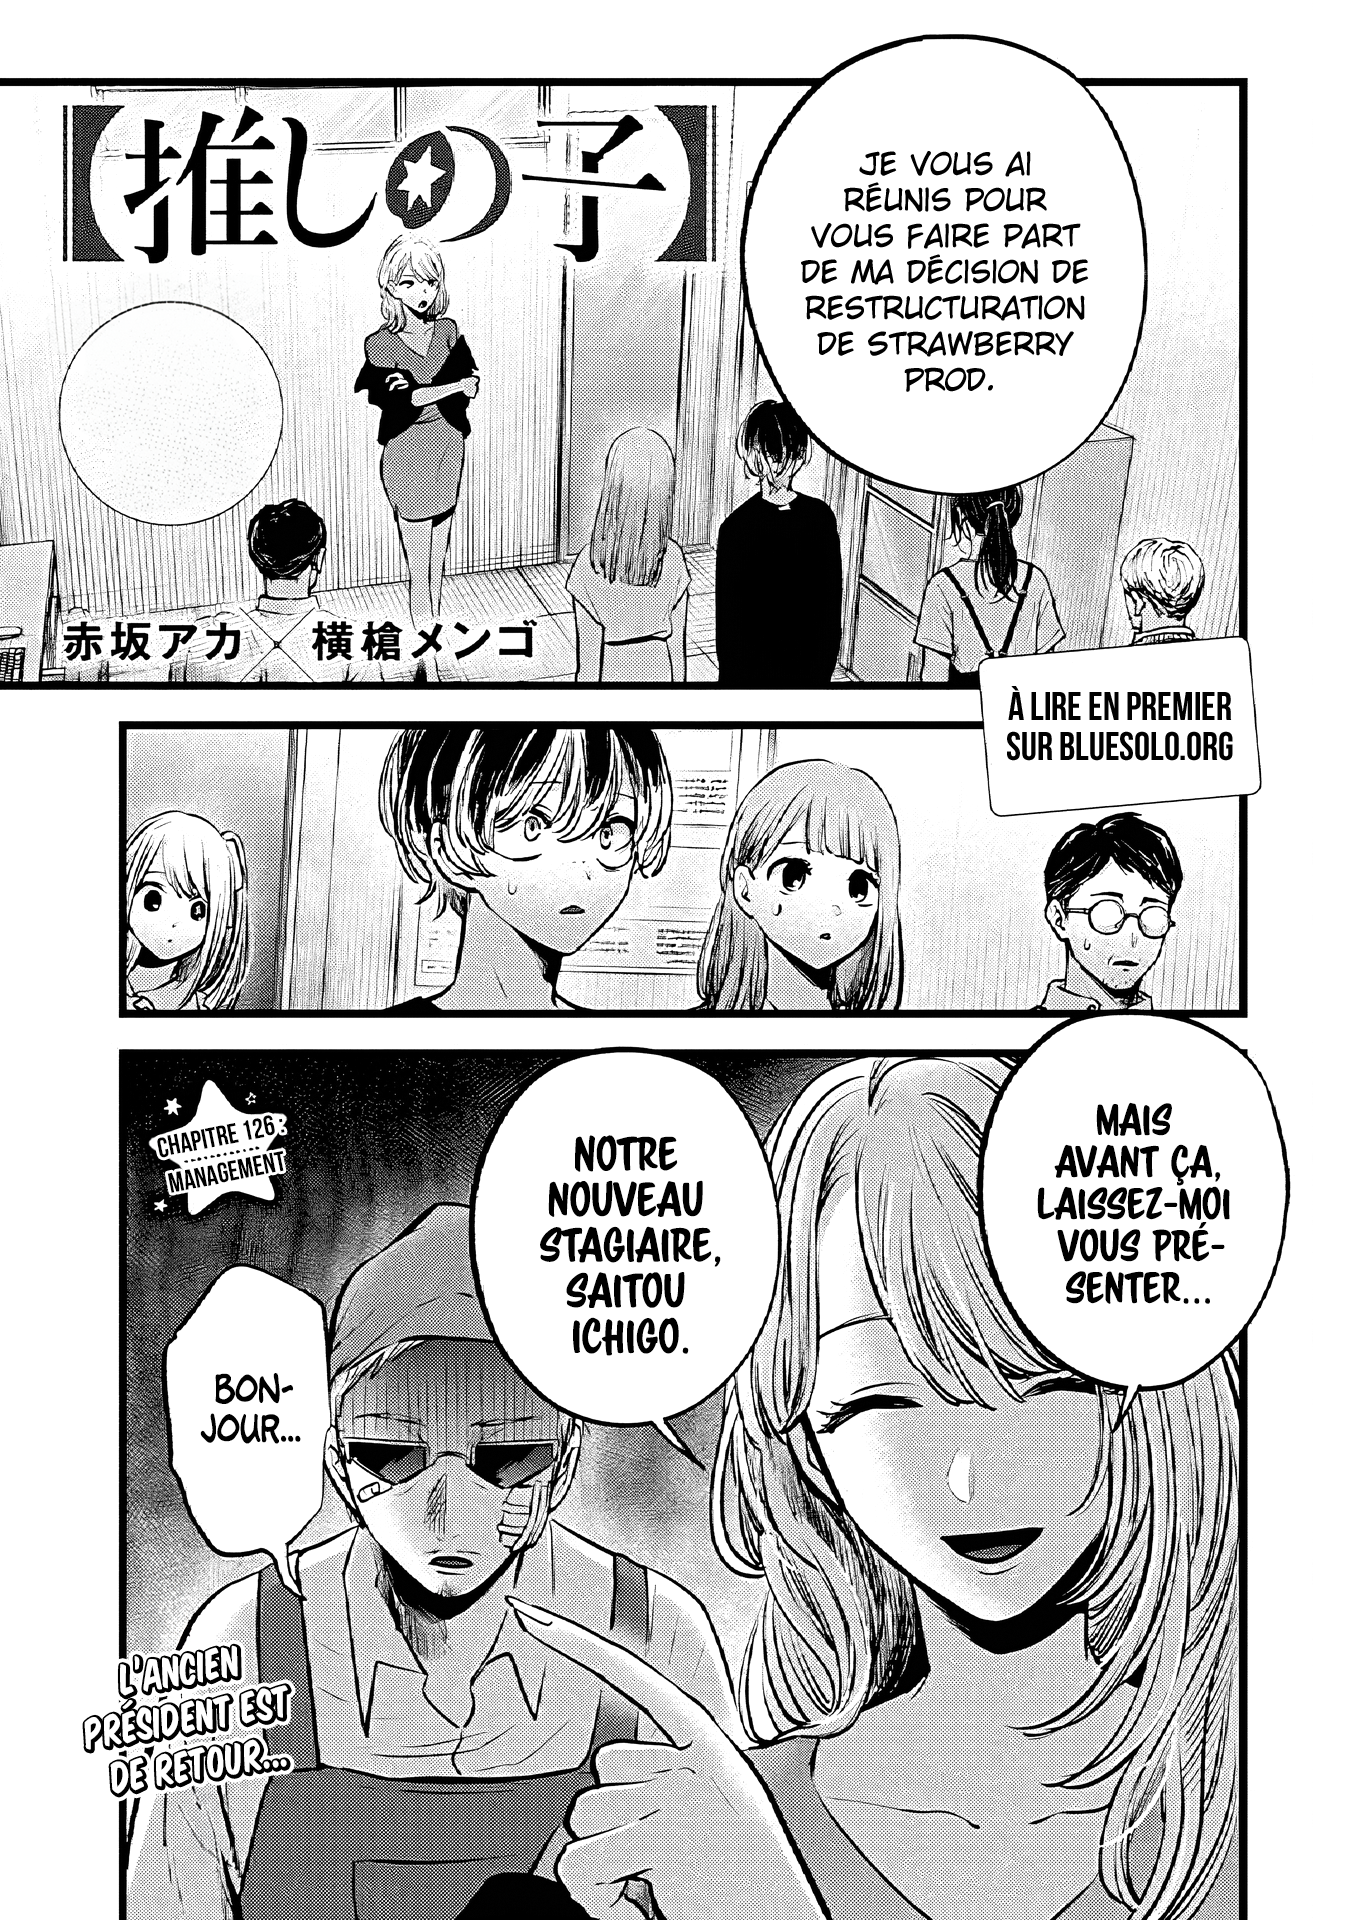 【推しの子】
JE VOUS AI
RÉUNIS POUR
VOUS FAIRE PART
DE MA DÉCISION DE
RESTRUCTURATION
DE STRAWBERRY
PROD.
赤坂アカ×横槍メンゴ
À LIRE EN PREMIER
SUR BLUESOLO.ORG
MAIS
AVANT ÇA,
LAISSEZ-MOI
VOUS PRÉ-
SENTER...
NOTRE
NOUVEAU
STAGIAIRE,
SAITOU
ICHIGO.
CHAPITRE 126 :
MANAGEMENT
BON-
JOUR...
L'ANCIEN
PRÉSIDENT EST
DE RETOUR...